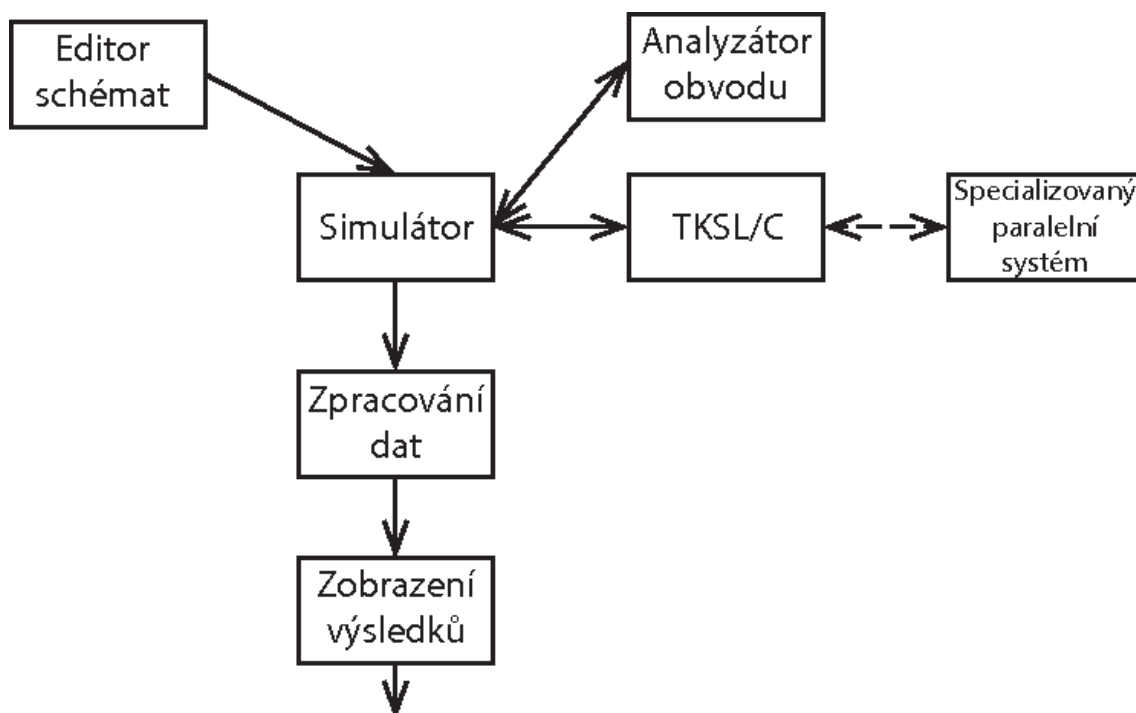 Editor
schémat
Analyzátor
obvodu
Simulátor
TKSL/C
Specializovaný
paralelní
systém
Zpracování
dat
Zobrazení
výsledků